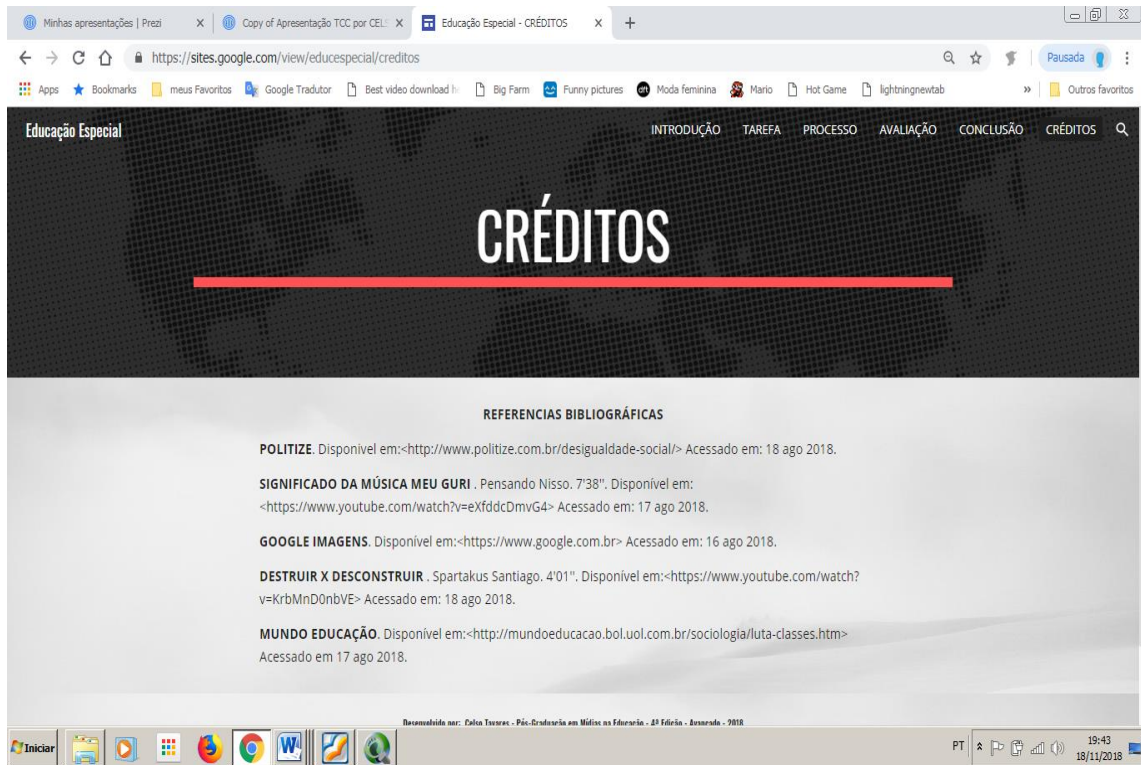 Minhas apresentações | Prezi
Copy of Apresentação TCC por CEL
Educação Especial - CRÉDITOS
https://sites.google.com/view/educespecial/creditos
Pausada
Apps Bookmarks meus Favoritos Google Tradutor Best video download h Big Farm Funny pictures dft Moda feminina Mario Hot Game lightningnewtab » Outros favoritos
Educação Especial
INTRODUÇÃO TAREFA PROCESSO AVALIAÇÃO CONCLUSÃO CRÉDITOS
CRÉDITOS
REFERENCIAS BIBLIOGRÁFICAS
POLITIZE. Disponivel em:<http://www.politize.com.br/desigualdade-social/> Acessado em: 18 ago 2018.
SIGNIFICADO DA MÚSICA MEU GURI . Pensando Nisso. 7'38". Disponível em:
<https://www.youtube.com/watch?v=eXfddcDmvG4> Acessado em: 17 ago 2018.
GOOGLE IMAGENS. Disponível em:<https://www.google.com.br> Acessado em: 16 ago 2018.
DESTRUIR X DESCONSTRUIR . Spartakus Santiago. 4'01". Disponível em:<https://www.youtube.com/watch?
v=KrbMnD0nbVE> Acessado em: 18 ago 2018.
MUNDO EDUCAÇÃO. Disponível em:<http://mundoeducacao.bol.uol.com.br/sociologia/luta-classes.htm>
Acessado em 17 ago 2018.
Desenvolvido por: Celso Tavares - Pós-Graduação em Mídias na Educação - 4ª Edição - Avançado - 2018
Iniciar
PT
19:43
18/11/2018